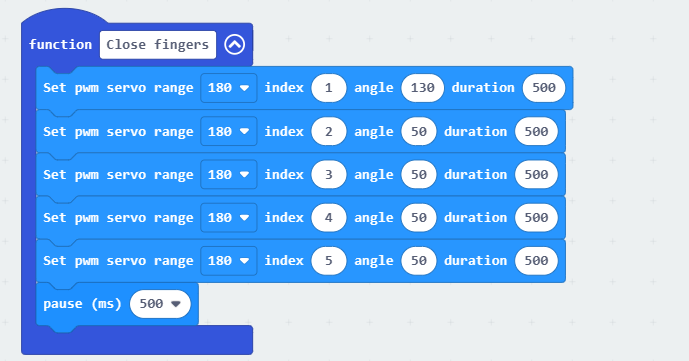 function Close fingers
Set pwm servo range 180 index 1 angle 130 duration 500
Set pwm servo range 180 index 2 angle 50 duration 500
Set pwm servo range 180 index 3 angle 50 duration 500
Set pwm servo range 180 index 4 angle 50 duration 500
Set pwm servo range 180 index 5 angle 50 duration 500
pause (ms) 500